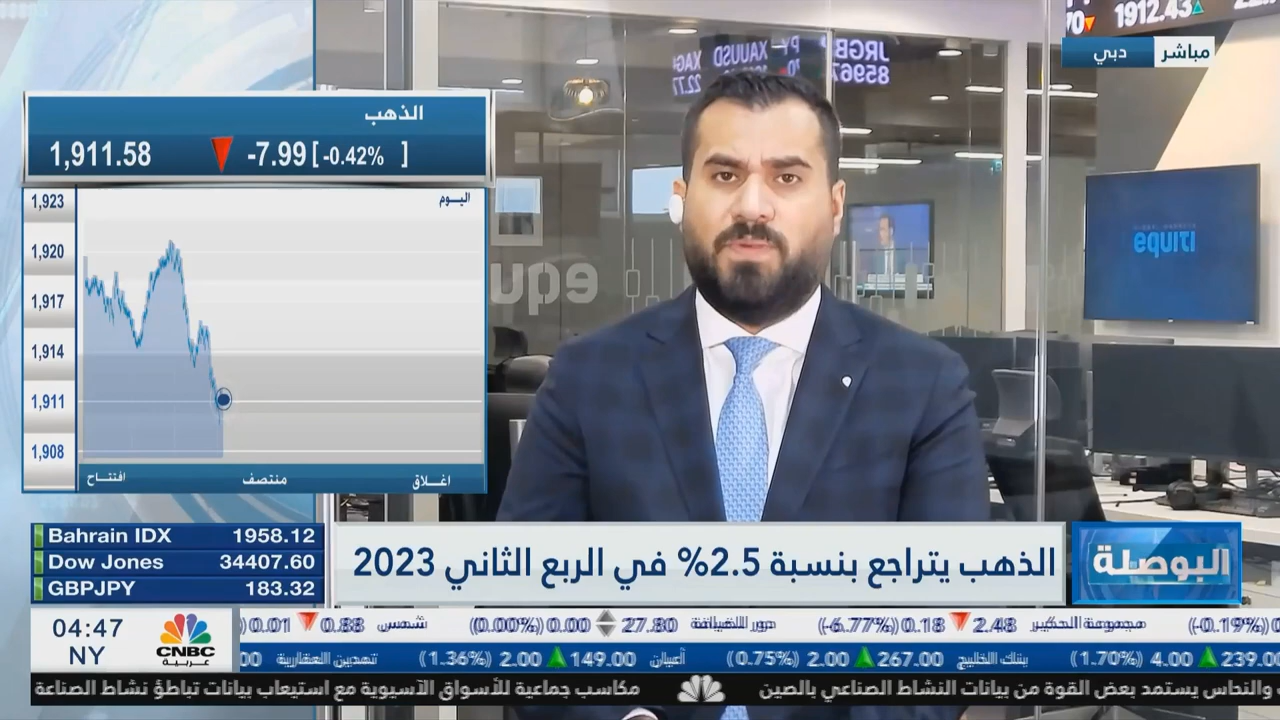 مباشر دبي
1912.43
الذهب
1,911.58 -7.99 [ -0.42% ]
اليوم
1,923
1,920
1,917
1,914
1,911
1,908
افتتاح منتصف إغلاق
equiti
XAUUSD
Bahrain IDX 1958.12
Dow Jones 34407.60
GBPJPY 183.32
الذهب يتراجع بنسبة 2.5% في الربع الثاني 2023
البوصلة
04:47
NY
CNBC
عربية
(-0.19%) مجموعة الحكير 2.48 0.18 (-6.77%) دور للضيافة 27.80 0.00 (0.00%) شمس 0.88 0.01
239.00 4.00 (1.70%) بنك الخليج 267.00 2.00 (0.75%) أعيان 149.00 2.00 (1.36%) تمدين العقارية
والنحاس يستمد بعض القوة من بيانات النشاط الصناعي بالصين مكاسب جماعية للأسواق الآسيوية مع استيعاب بيانات تباطؤ نشاط الصناعة